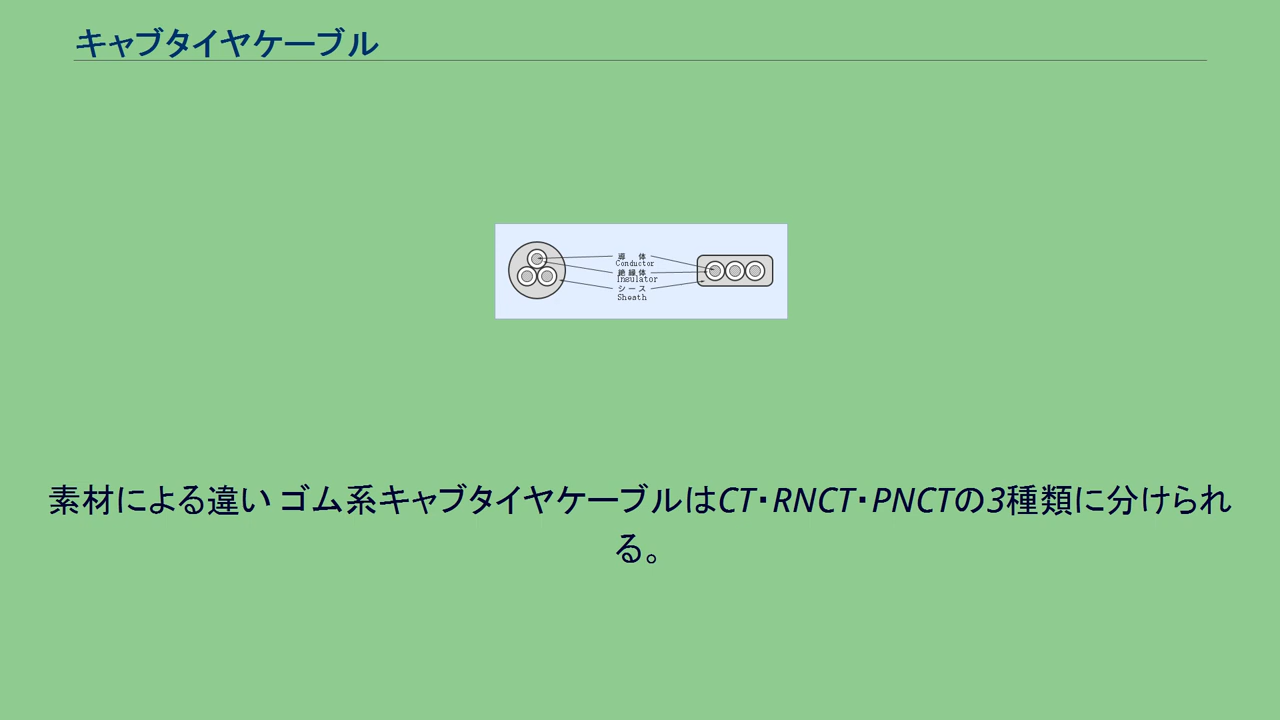 キャブタイヤケーブル
導体
Conductor
絶縁体
Insulator
シース
Sheath
素材による違い ゴム系キャブタイヤケーブルはCT・RNCT・PNCTの3種類に分けられ
る。